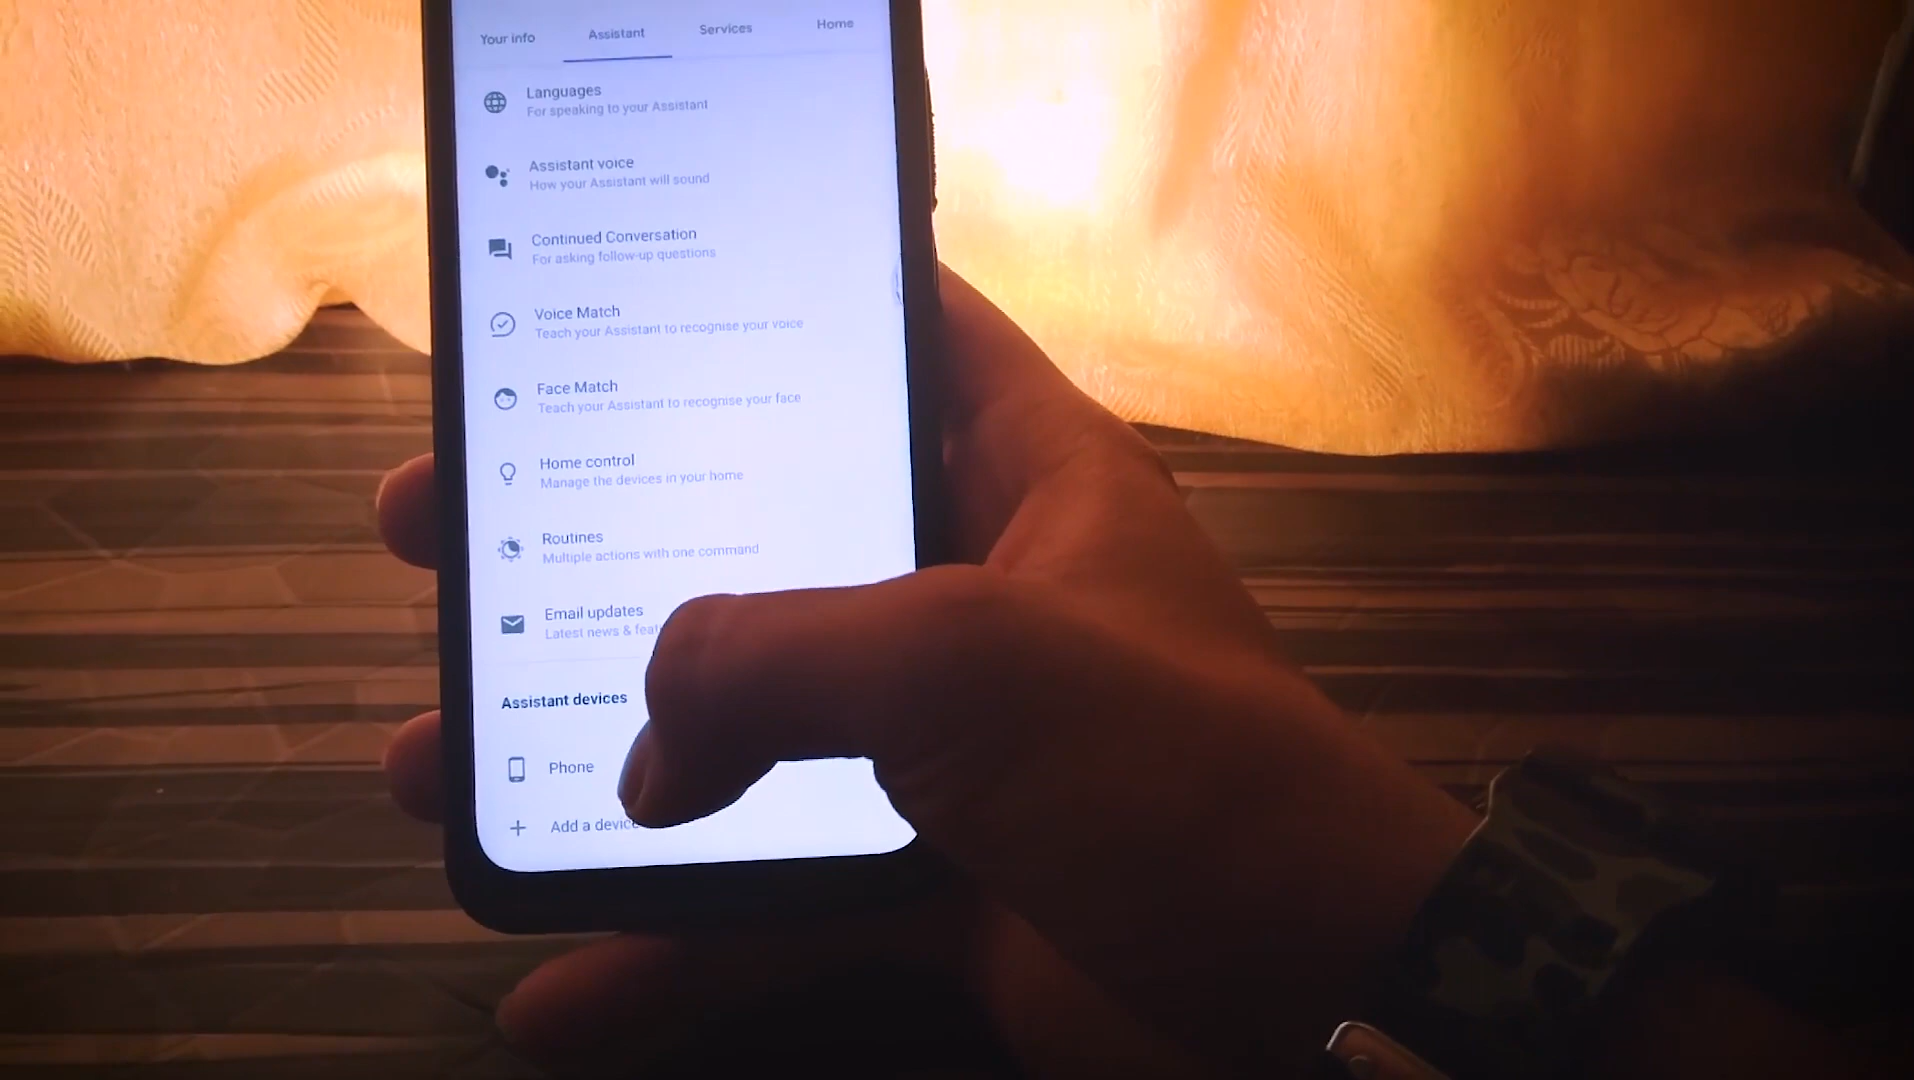 Your info
Assistant
Services
Home
Languages
For speaking to your Assistant
Assistant voice
How your Assistant will sound
Continued Conversation
For asking follow-up questions
Voice Match
Teach your Assistant to recognise your voice
Face Match
Teach your Assistant to recognise your face
Home control
Manage the devices in your home
Routines
Multiple actions with one command
Email updates
Latest news &
Assistant devices
Phone
Add a device